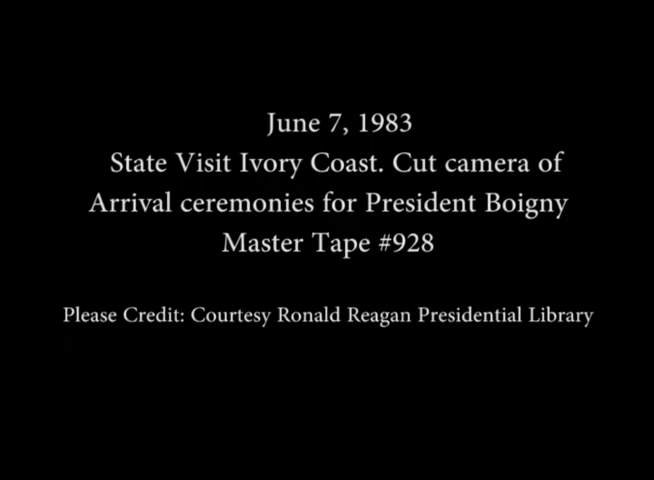 June 7, 1983
State Visit Ivory Coast. Cut camera of
Arrival ceremonies for President Boigny
Master Tape #928
Please Credit: Courtesy Ronald Reagan Presidential Library